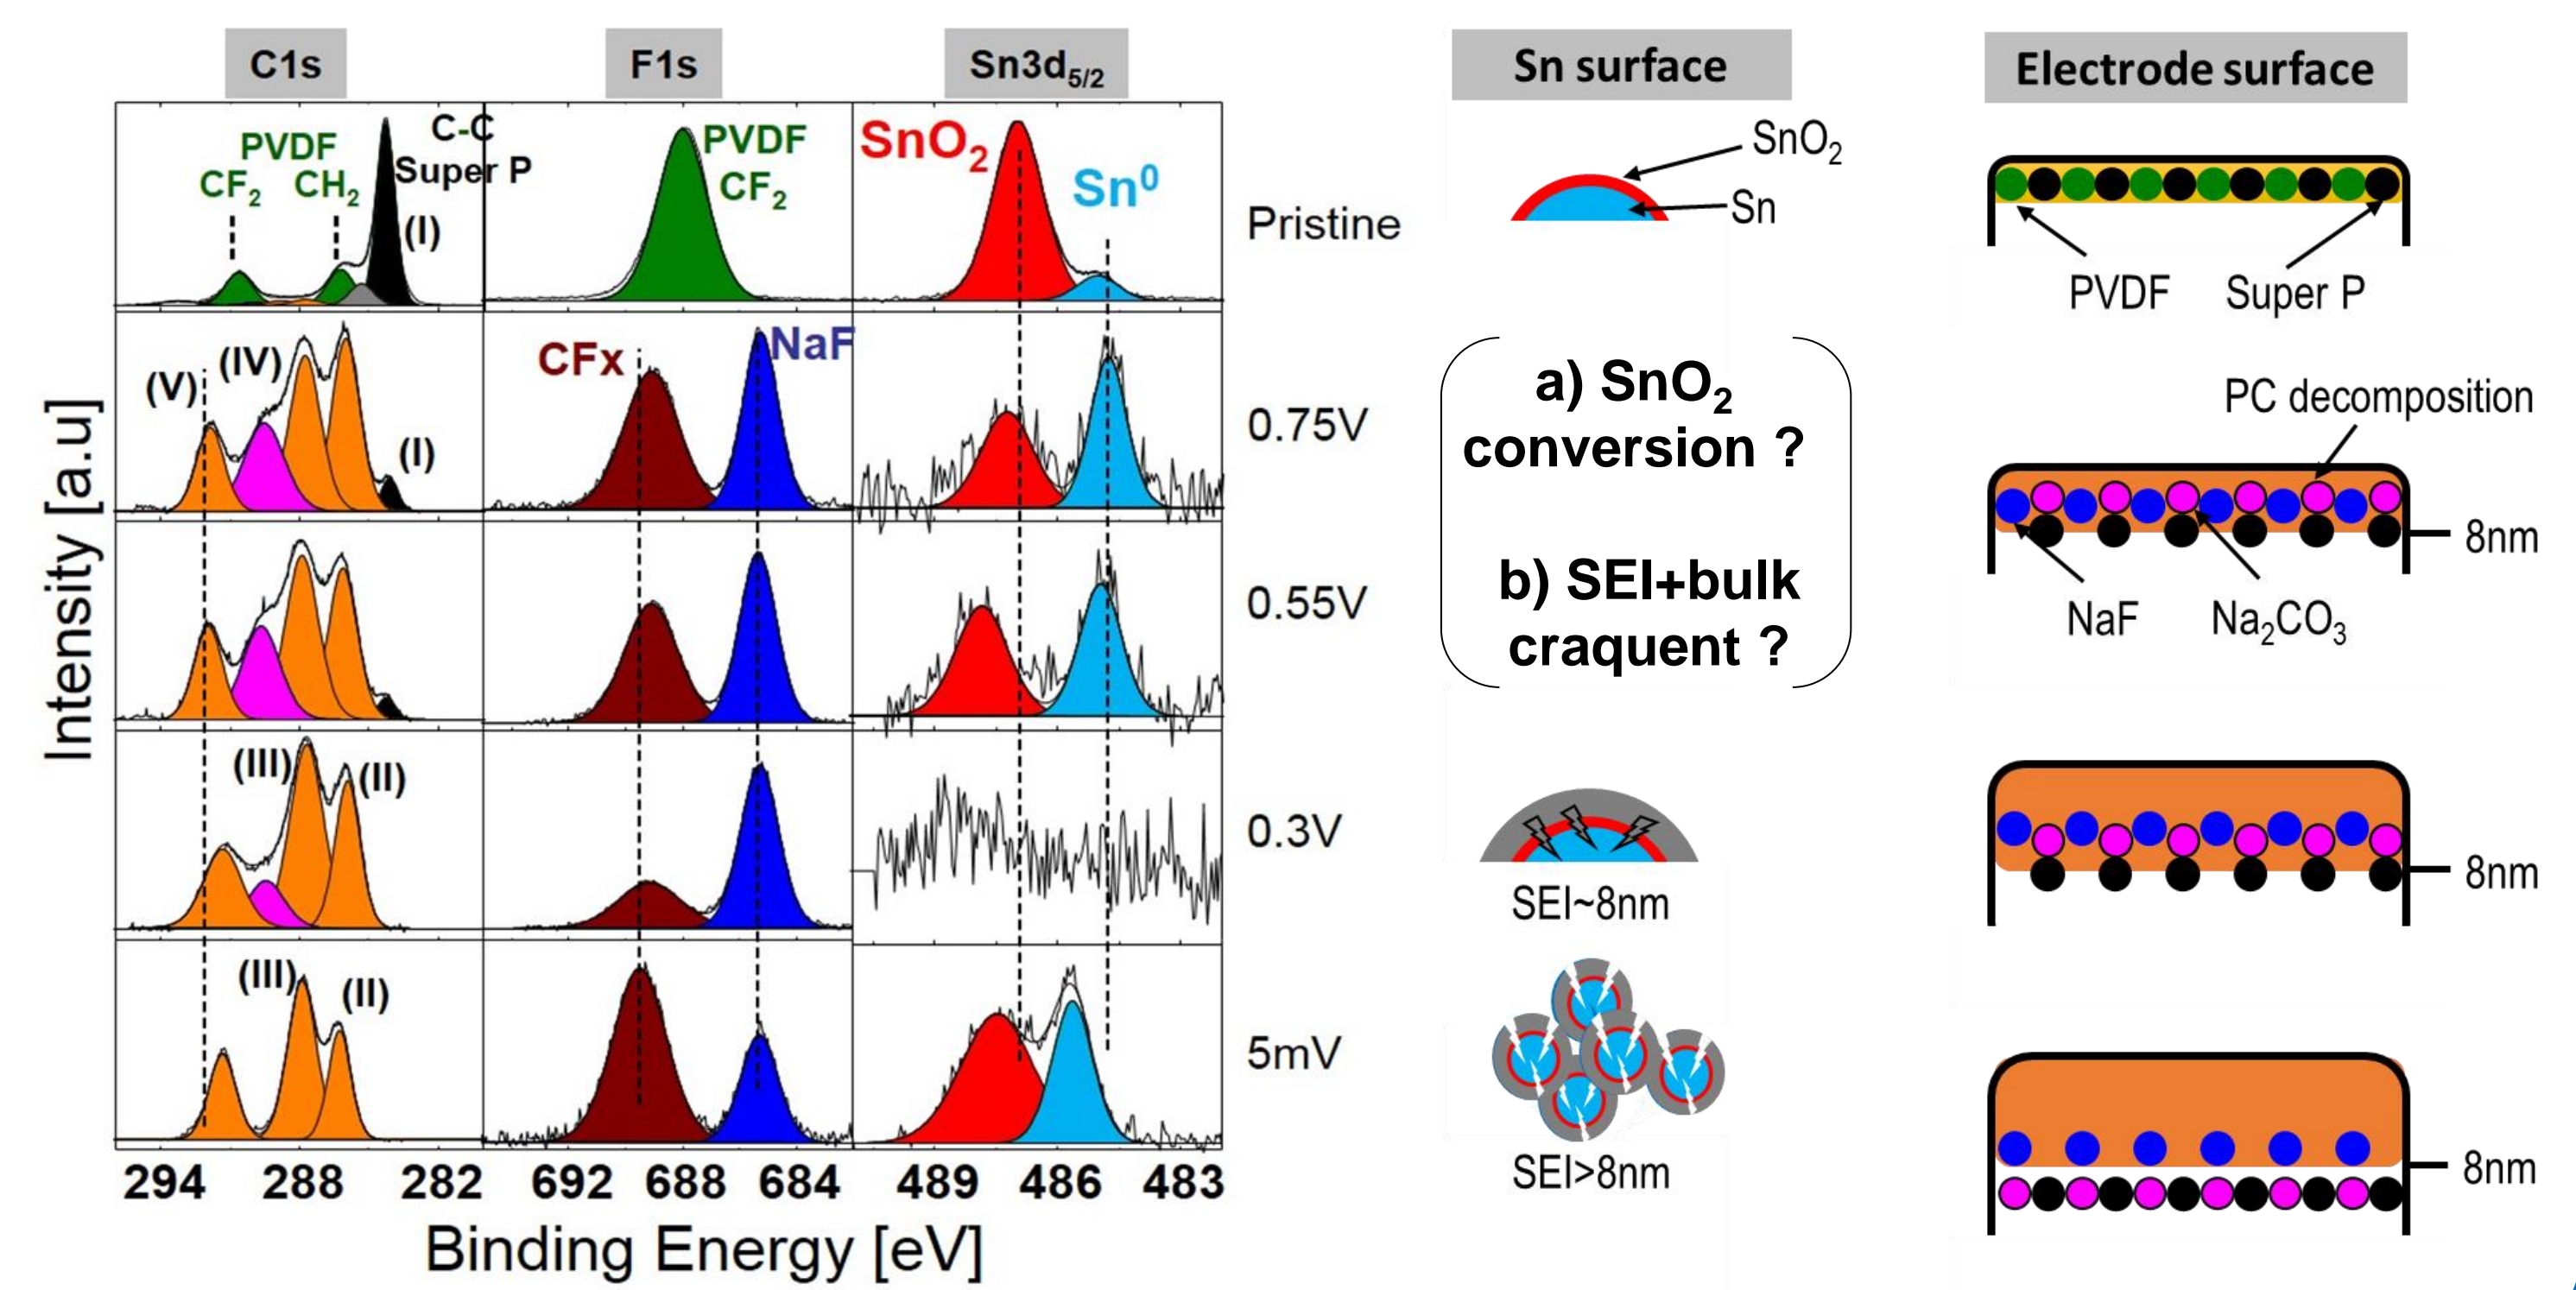 C1s
F1s
Sn3d5/2
Sn surface
Electrode surface
Intensity [a.u]
PVDF
CF2 CH2
C-C
Super P
(I)
PVDF
CF2
SnO2
Sn0
Pristine
SnO2
Sn
PVDF
Super P
(V)
(IV)
(I)
CFx
NaF
0.75V
a) SnO2
conversion ?
b) SEI+bulk
craquent ?
PC decomposition
8nm
NaF
Na2CO3
0.55V
(III)
(II)
0.3V
SEI~8nm
8nm
(III)
(II)
5mV
SEI>8nm
8nm
294 288 282 692 688 684 489 486 483
Binding Energy [eV]